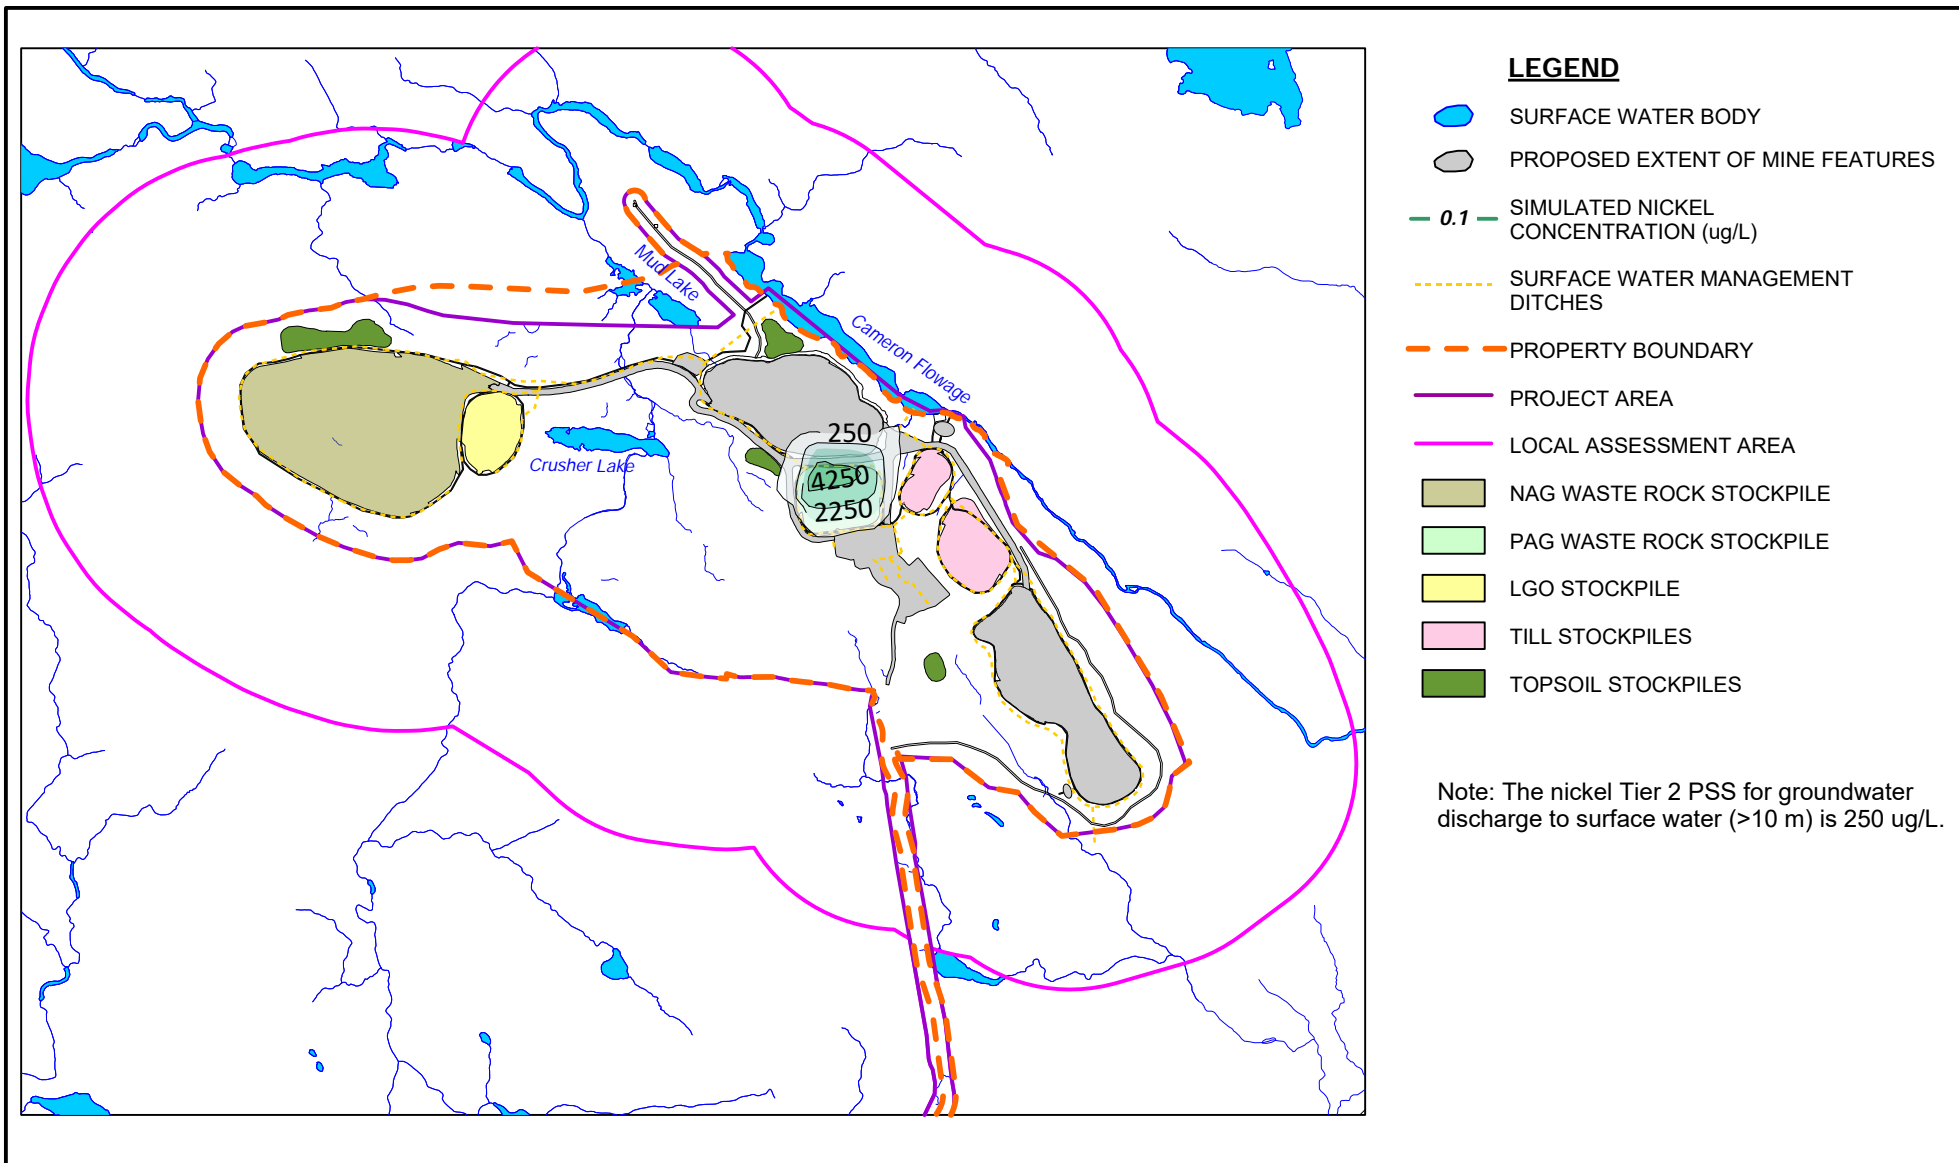 LEGEND
SURFACE WATER BODY
PROPOSED EXTENT OF MINE FEATURES
0.1
SIMULATED NICKEL
CONCENTRATION (ug/L)
SURFACE WATER MANAGEMENT
DITCHES
PROPERTY BOUNDARY
PROJECT AREA
LOCAL ASSESSMENT AREA
NAG WASTE ROCK STOCKPILE
PAG WASTE ROCK STOCKPILE
LGO STOCKPILE
TILL STOCKPILES
TOPSOIL STOCKPILES
Note: The nickel Tier 2 PSS for groundwater
discharge to surface water (>10 m) is 250 ug/L.
Mud Lake
Cameron Flowage
Crusher Lake
250
4250
2250